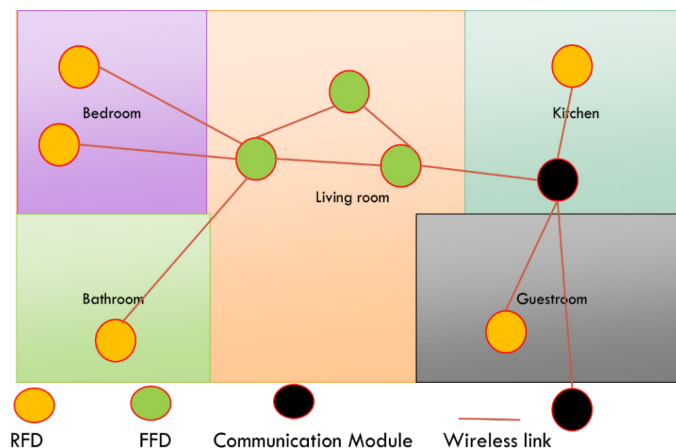 Bedroom
Kitchen
Living room
Bathroom
Guestroom
RFD FFD Communication Module Wireless link